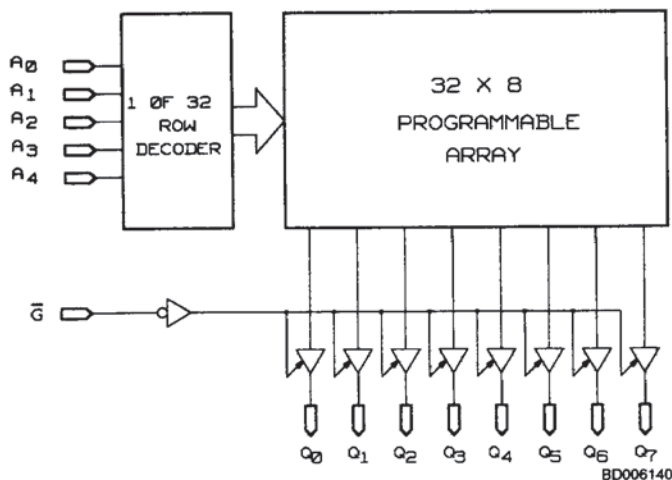 A0
A1
A2
A3
A4
1 OF 32
ROW
DECODER
32 X 8
PROGRAMMABLE
ARRAY
G
Q0 Q1 Q2 Q3 Q4 Q5 Q6 Q7
BD006140